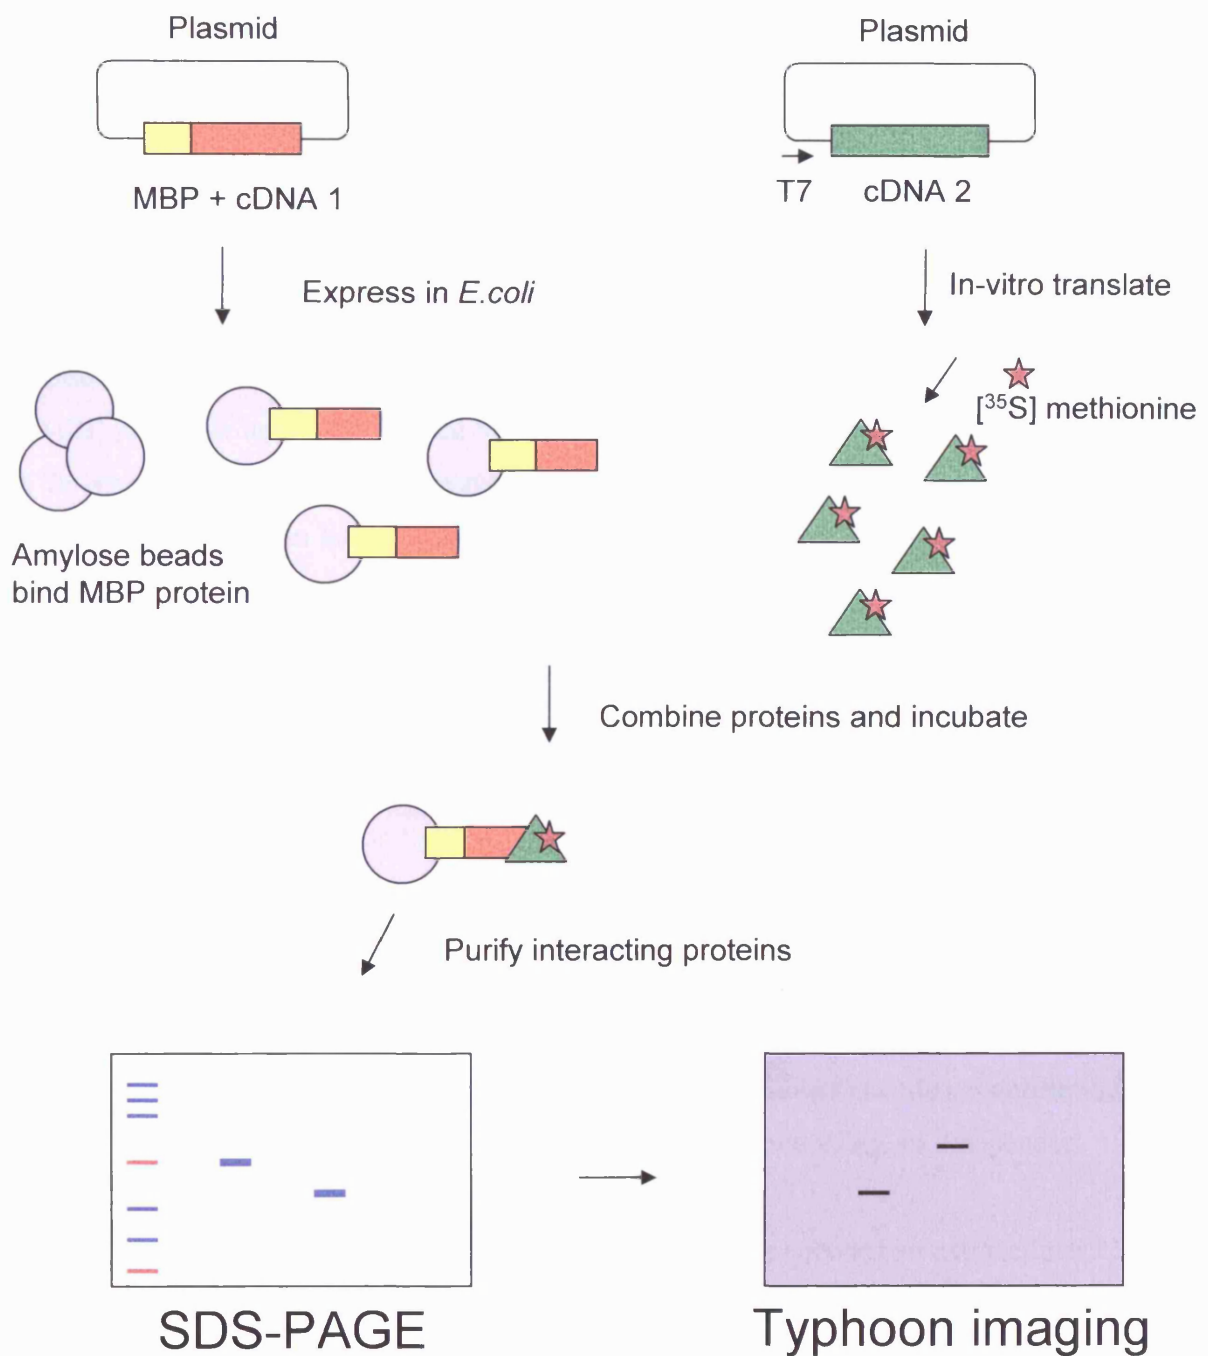 Plasmid
Plasmid
MBP + cDNA 1
T7 cDNA 2
Express in E.coli
In-vitro translate
[³⁵S] methionine
Amylose beads
bind MBP protein
Combine proteins and incubate
Purify interacting proteins
SDS-PAGE
Typhoon imaging